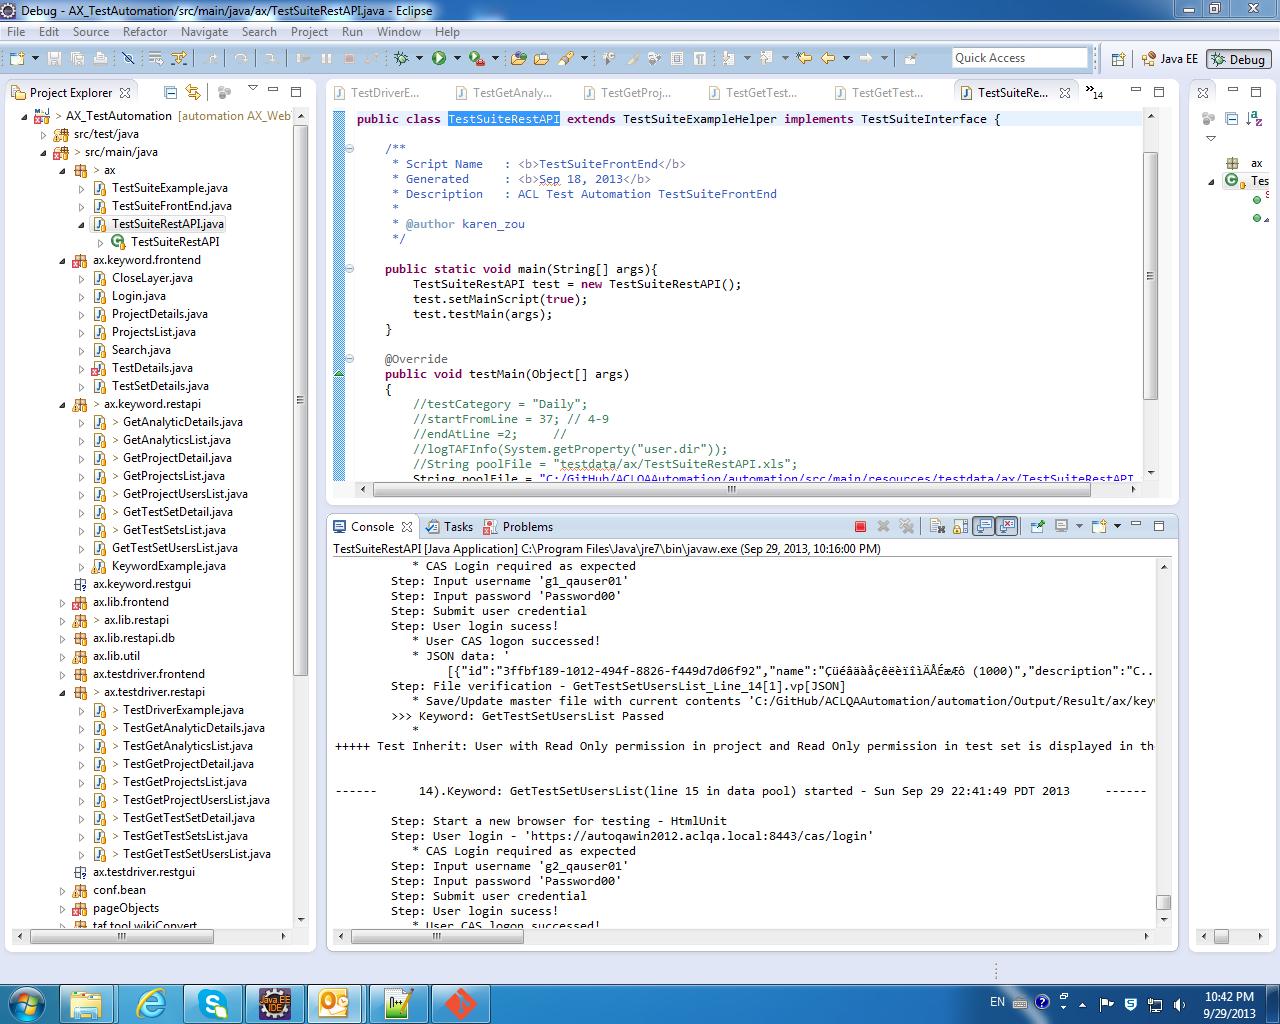 Debug - AX_TestAutomation/src/main/java/ax/TestSuiteRestAPI.java - Eclipse
File Edit Source Refactor Navigate Search Project Run Window Help
Quick Access
Java EE
Debug
Project Explorer
> AX_TestAutomation [automation AX_Web
src/test/java
> src/main/java
> ax
TestSuiteExample.java
TestSuiteFrontEnd.java
TestSuiteRestAPI.java
TestSuiteRestAPI
ax.keyword.frontend
CloseLayer.java
Login.java
ProjectDetails.java
ProjectsList.java
Search.java
TestDetails.java
TestSetDetails.java
> ax.keyword.restapi
> GetAnalyticDetails.java
> GetAnalyticsList.java
> GetProjectDetail.java
> GetProjectsList.java
> GetProjectUsersList.java
> GetTestSetDetail.java
> GetTestSetsList.java
GetTestSetUsersList.java
KeywordExample.java
ax.keyword.restgui
ax.lib.frontend
> ax.lib.restapi
ax.lib.restapi.db
ax.lib.util
ax.testdriver.frontend
> ax.testdriver.restapi
> TestDriverExample.java
> TestGetAnalyticDetails.java
> TestGetAnalyticsList.java
> TestGetProjectDetail.java
> TestGetProjectsList.java
> TestGetProjectUsersList.java
> TestGetTestSetDetail.java
> TestGetTestSetsList.java
> TestGetTestSetUsersList.java
ax.testdriver.restgui
conf.bean
pageObjects
taf.tool.wikiConvert
TestDriverE...
TestGetAnaly...
TestGetProj...
TestGetTest...
TestGetTest...
TestSuiteRe...
»14
public class TestSuiteRestAPI extends TestSuiteExampleHelper implements TestSuiteInterface {
/**
* Script Name : <b>TestSuiteFrontEnd</b>
* Generated : <b>Sep 18, 2013</b>
* Description : ACL Test Automation TestSuiteFrontEnd
*
* @author karen_zou
*/
public static void main(String[] args){
TestSuiteRestAPI test = new TestSuiteRestAPI();
test.setMainScript(true);
test.testMain(args);
}
@Override
public void testMain(Object[] args)
{
//testCategory = "Daily";
//startFromLine = 37; // 4-9
//endAtLine =2; //
//logTAFInfo(System.getProperty("user.dir"));
//String poolFile = "testdata/ax/TestSuiteRestAPI.xls";
String poolFile = "C:/GitHub/ACLQAAutomation/automation/src/main/resources/testdata/ax/TestSuiteRestAPI
ax
Tes
Console
Tasks
Problems
TestSuiteRestAPI [Java Application] C:\Program Files\Java\jre7\bin\javaw.exe (Sep 29, 2013, 10:16:00 PM)
* CAS Login required as expected
Step: Input username 'g1_qauser01'
Step: Input password 'Password00'
Step: Submit user credential
Step: User login sucess!
* User CAS logon successed!
* JSON data: '
[{"id":"3ffbf189-1012-494f-8826-f449d7d06f92","name":"ÇüéâäàåçêëèïîìÄÅÉæÆô (1000)","description":"C...
Step: File verification - GetTestSetUsersList_Line_14[1].vp[JSON]
* Save/Update master file with current contents 'C:/GitHub/ACLQAAutomation/automation/Output/Result/ax/key
>>> Keyword: GetTestSetUsersList Passed
*
+++++ Test Inherit: User with Read Only permission in project and Read Only permission in test set is displayed in th
------ 14).Keyword: GetTestSetUsersList(line 15 in data pool) started - Sun Sep 29 22:41:49 PDT 2013 ------
Step: Start a new browser for testing - HtmlUnit
Step: User login - 'https://autoqawin2012.aclqa.local:8443/cas/login'
* CAS Login required as expected
Step: Input username 'g2_qauser01'
Step: Input password 'Password00'
Step: Submit user credential
Step: User login sucess!
* User CAS logon successed!
Java EE
IDE
EN
10:42 PM
9/29/2013